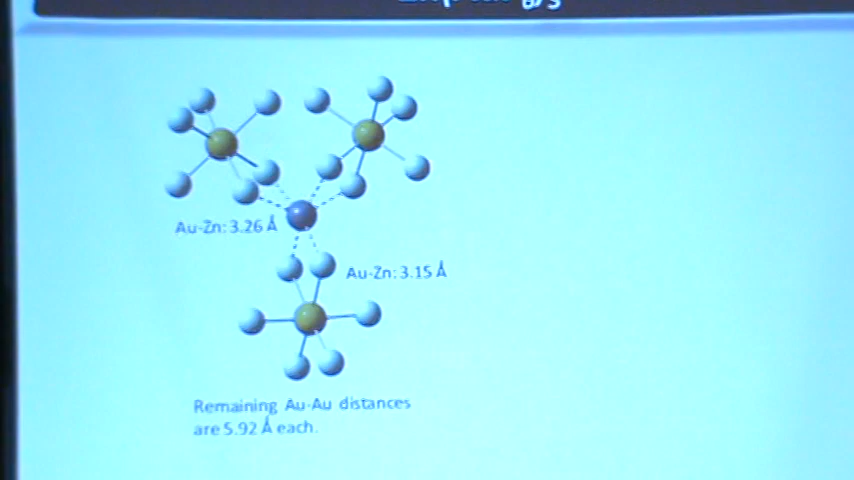 Au-Zn: 3.26 Å
Au-Zn: 3.15 Å
Remaining Au-Au distances
are 5.92 Å each.